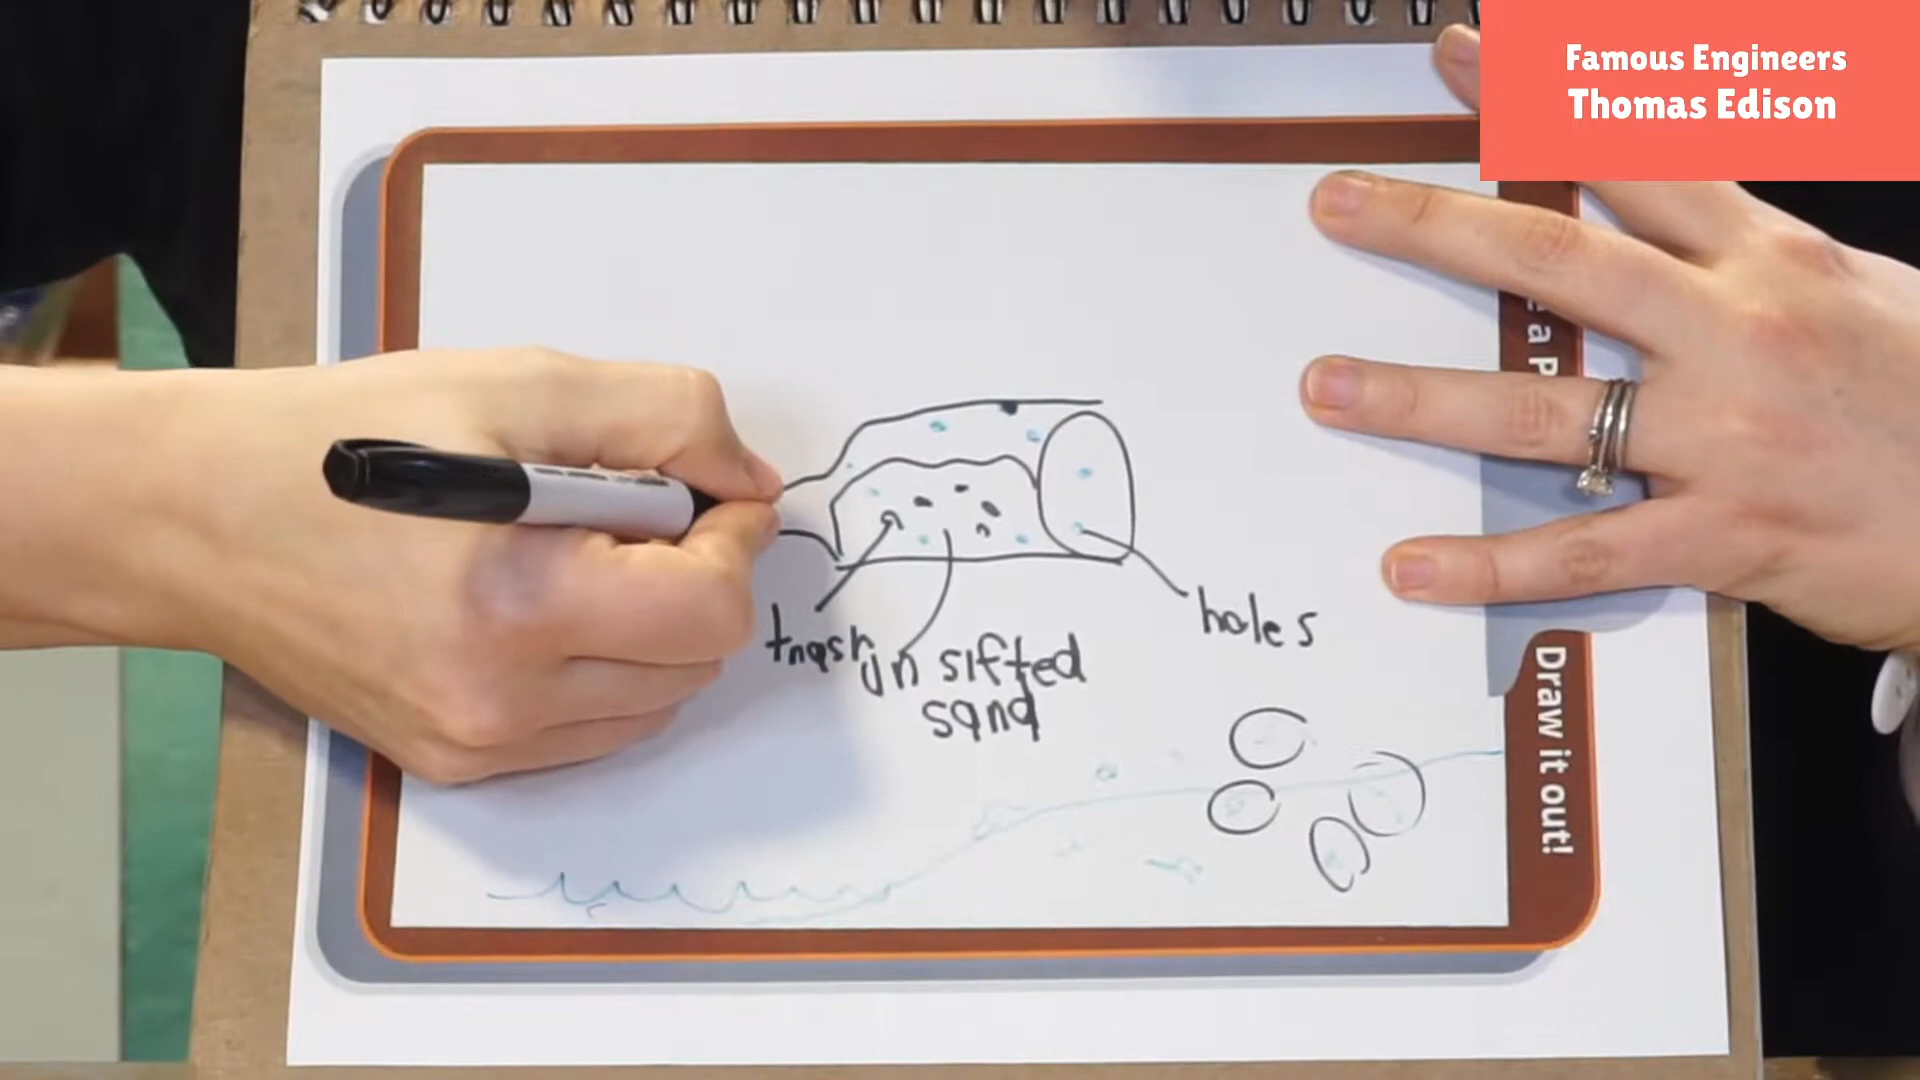 Famous Engineers
Thomas Edison
e a P
holes
trash
un sifted
sand
Draw it out!